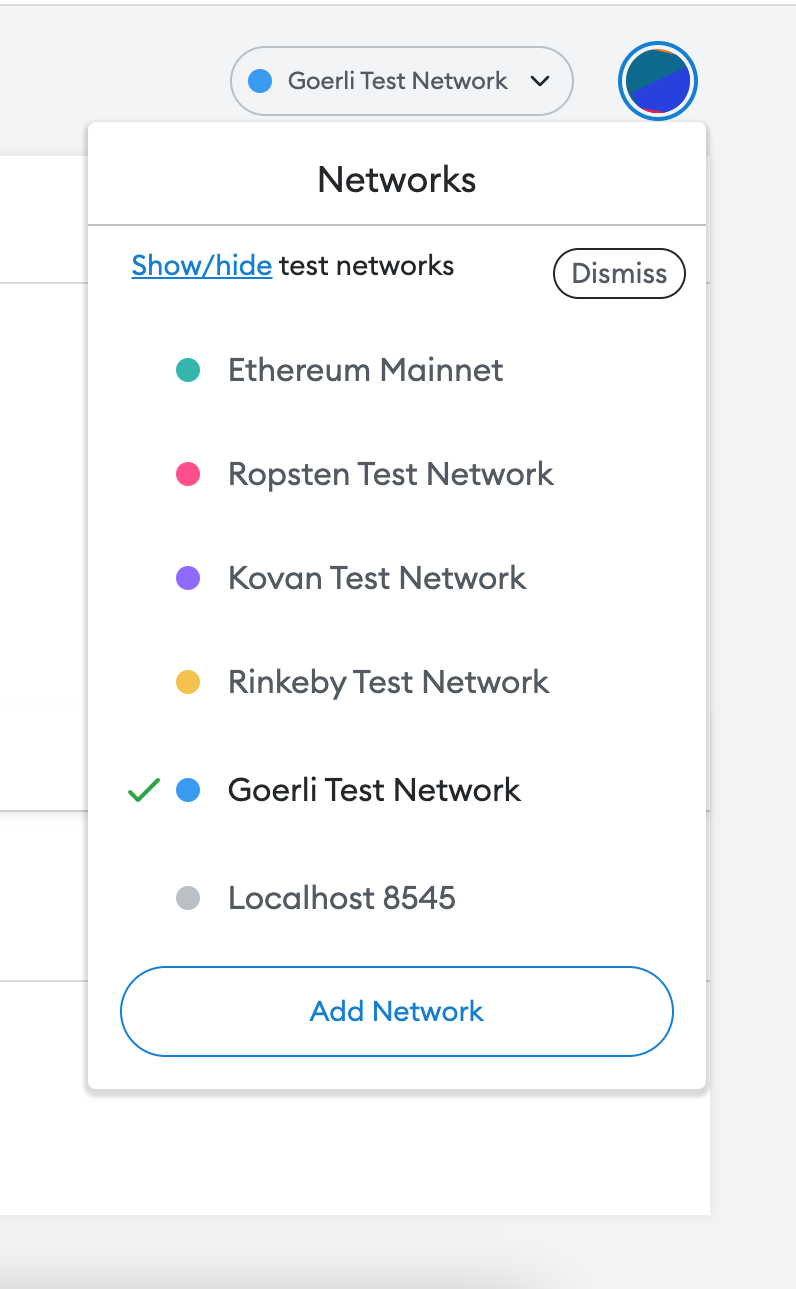 Goerli Test Network
Networks
Show/hide test networks
Dismiss
Ethereum Mainnet
Ropsten Test Network
Kovan Test Network
Rinkeby Test Network
Goerli Test Network
Localhost 8545
Add Network